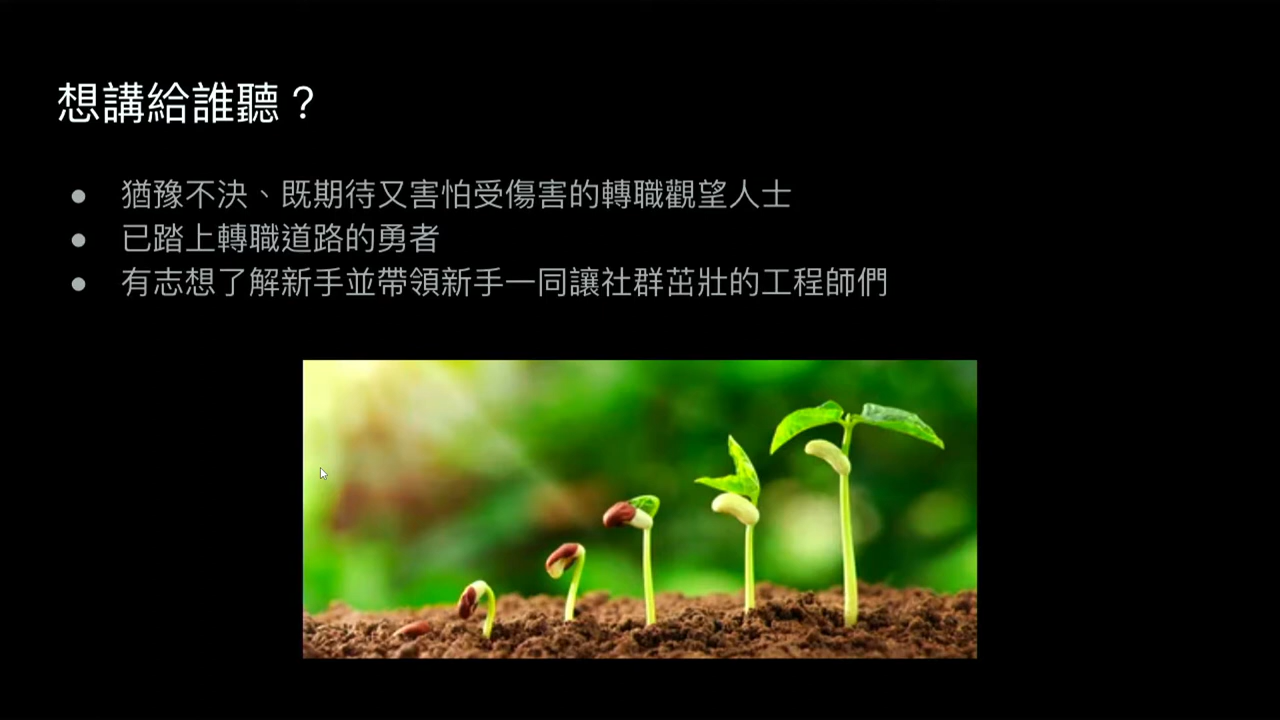 想講給誰聽？
● 猶豫不決、既期待又害怕受傷害的轉職觀望人士
● 已踏上轉職道路的勇者
● 有志想了解新手並帶領新手一同讓社群茁壯的工程師們